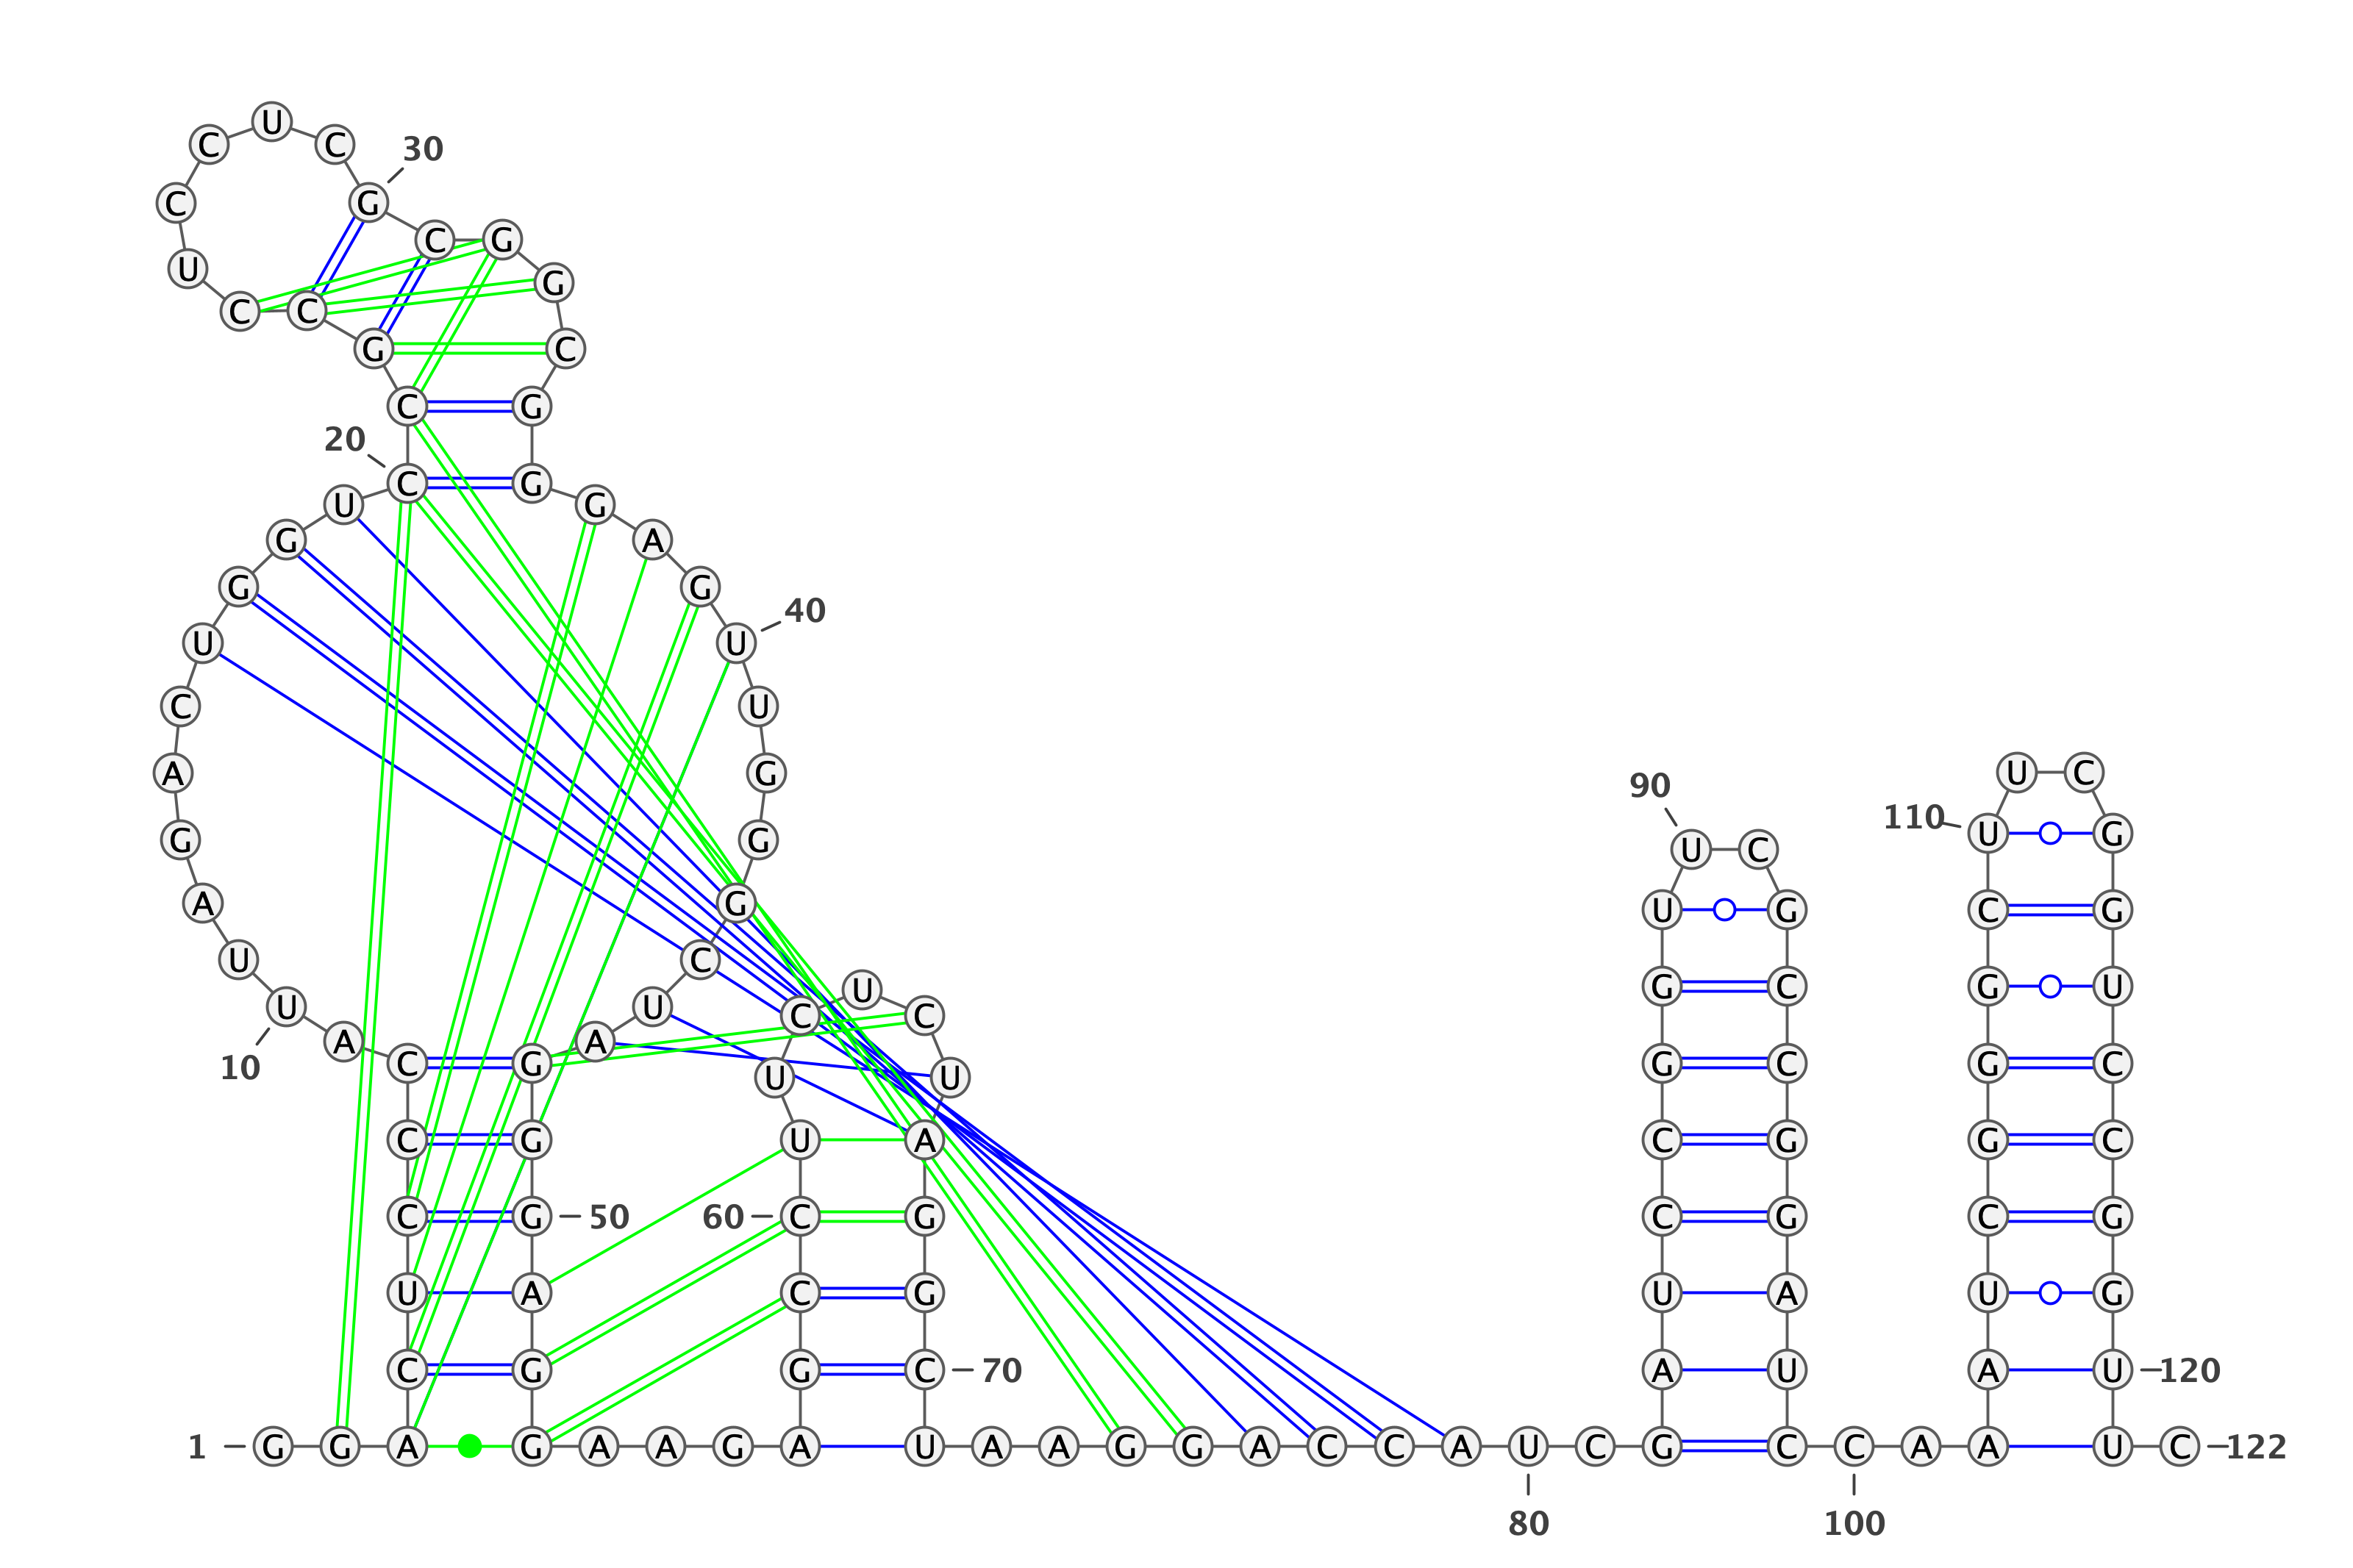 U
C C 30
C G
C G
U G
C C
G C
C G
20
C G
U G
G A
G G
40
U U
C U
A G U C
90
110 U G
G G
U C
A G U G C G
U C
G C G U
U
U U C C
A A
C G G C G C
10
U U
C G U A C G G C
C G 50 60 C G C G C G
U A C G U A U G
C G G C 70 A U A U 120
1 G G A G A A G A U A A G G A C C A U C G C C A A U C 122
80 100